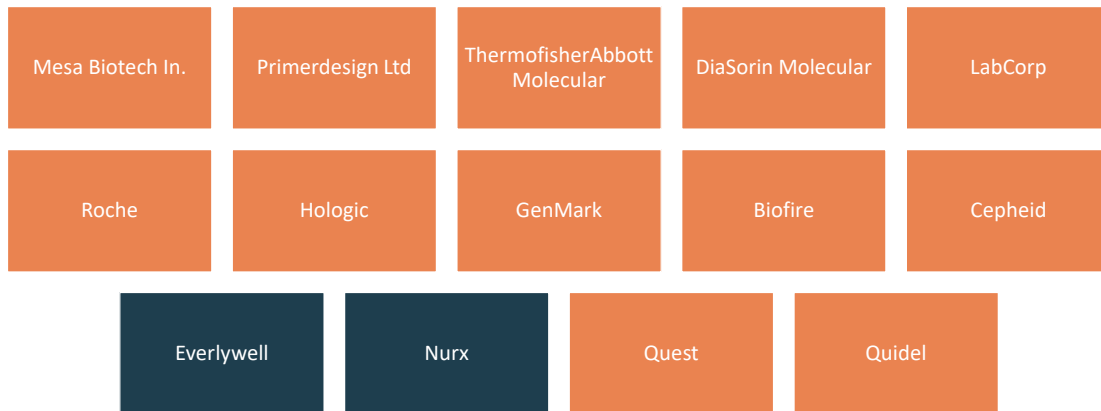 Mesa Biotech In.
Primerdesign Ltd
ThermofisherAbbott
Molecular
DiaSorin Molecular
LabCorp
Roche
Hologic
GenMark
Biofire
Cepheid
Everlywell
Nurx
Quest
Quidel